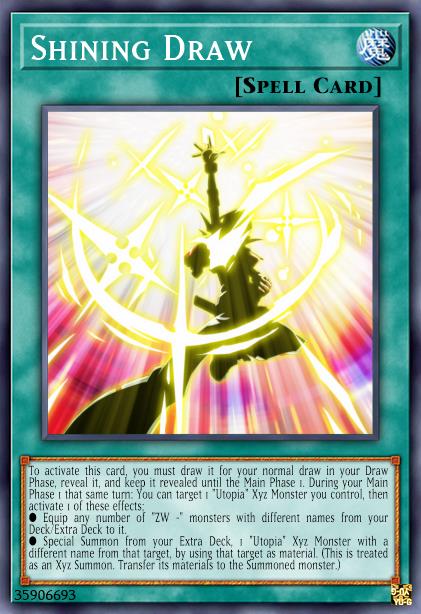 SHINING DRAW
魔
[SPELL CARD]
To activate this card, you must draw it for your normal draw in your Draw
Phase, reveal it, and keep it revealed until the Main Phase 1. During your Main
Phase 1 that same turn: You can target 1 "Utopia" Xyz Monster you control, then
activate 1 of these effects;
● Equip any number of "ZW -" monsters with different names from your
Deck/Extra Deck to it.
● Special Summon from your Extra Deck, 1 "Utopia" Xyz Monster with a
different name from that target, by using that target as material. (This is treated
as an Xyz Summon. Transfer its materials to the Summoned monster.)
35906693